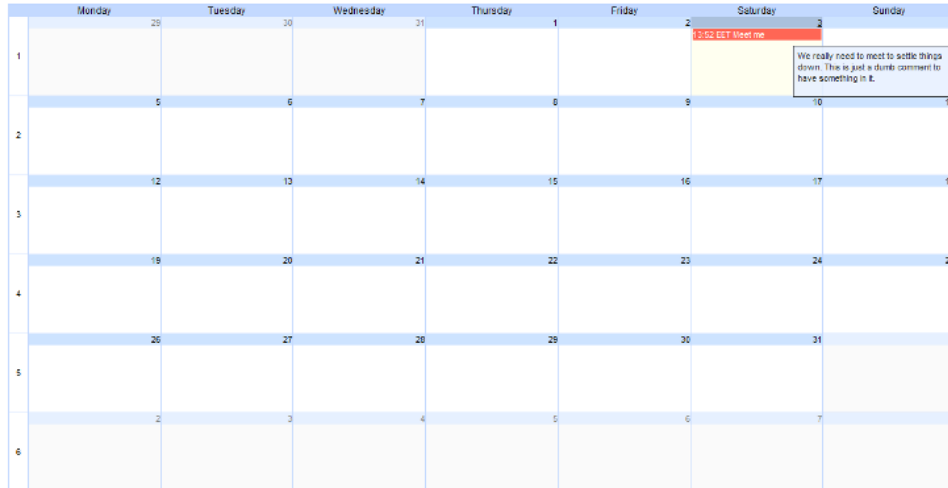 Monday Tuesday Wednesday Thursday Friday Saturday Sunday
29 30 31 1 2 3
13:52 EET Meet me
1
We really need to meet to settle things
down. This is just a dumb comment to
have something in it.
5 6 7 8 9 10 1
2
12 13 14 15 16 17 1
3
19 20 21 22 23 24 2
4
26 27 28 29 30 31
5
2 3 4 5 6 7
6